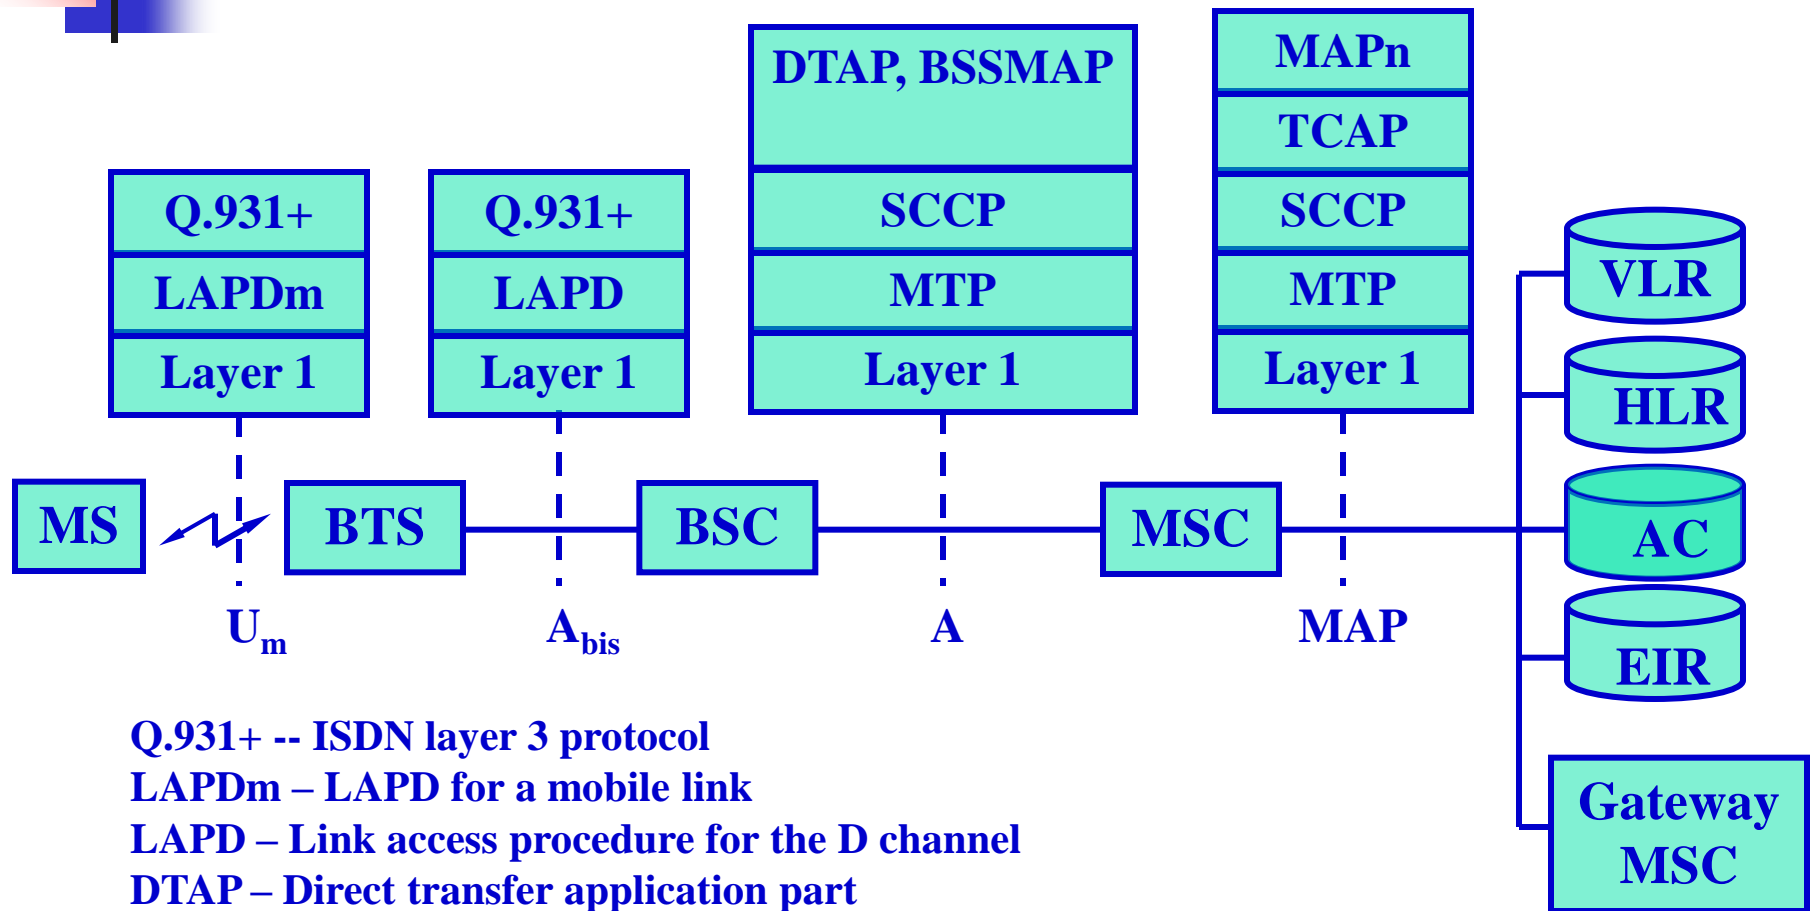 DTAP, BSSMAP
SCCP
MTP
Layer 1
MAPn
TCAP
SCCP
MTP
Layer 1
Q.931+
LAPDm
Layer 1
Q.931+
LAPD
Layer 1
VLR
HLR
AC
EIR
Gateway
MSC
MS
BTS
BSC
MSC
Um
Abis
A
MAP
Q.931+ -- ISDN layer 3 protocol
LAPDm – LAPD for a mobile link
LAPD – Link access procedure for the D channel
DTAP – Direct transfer application part